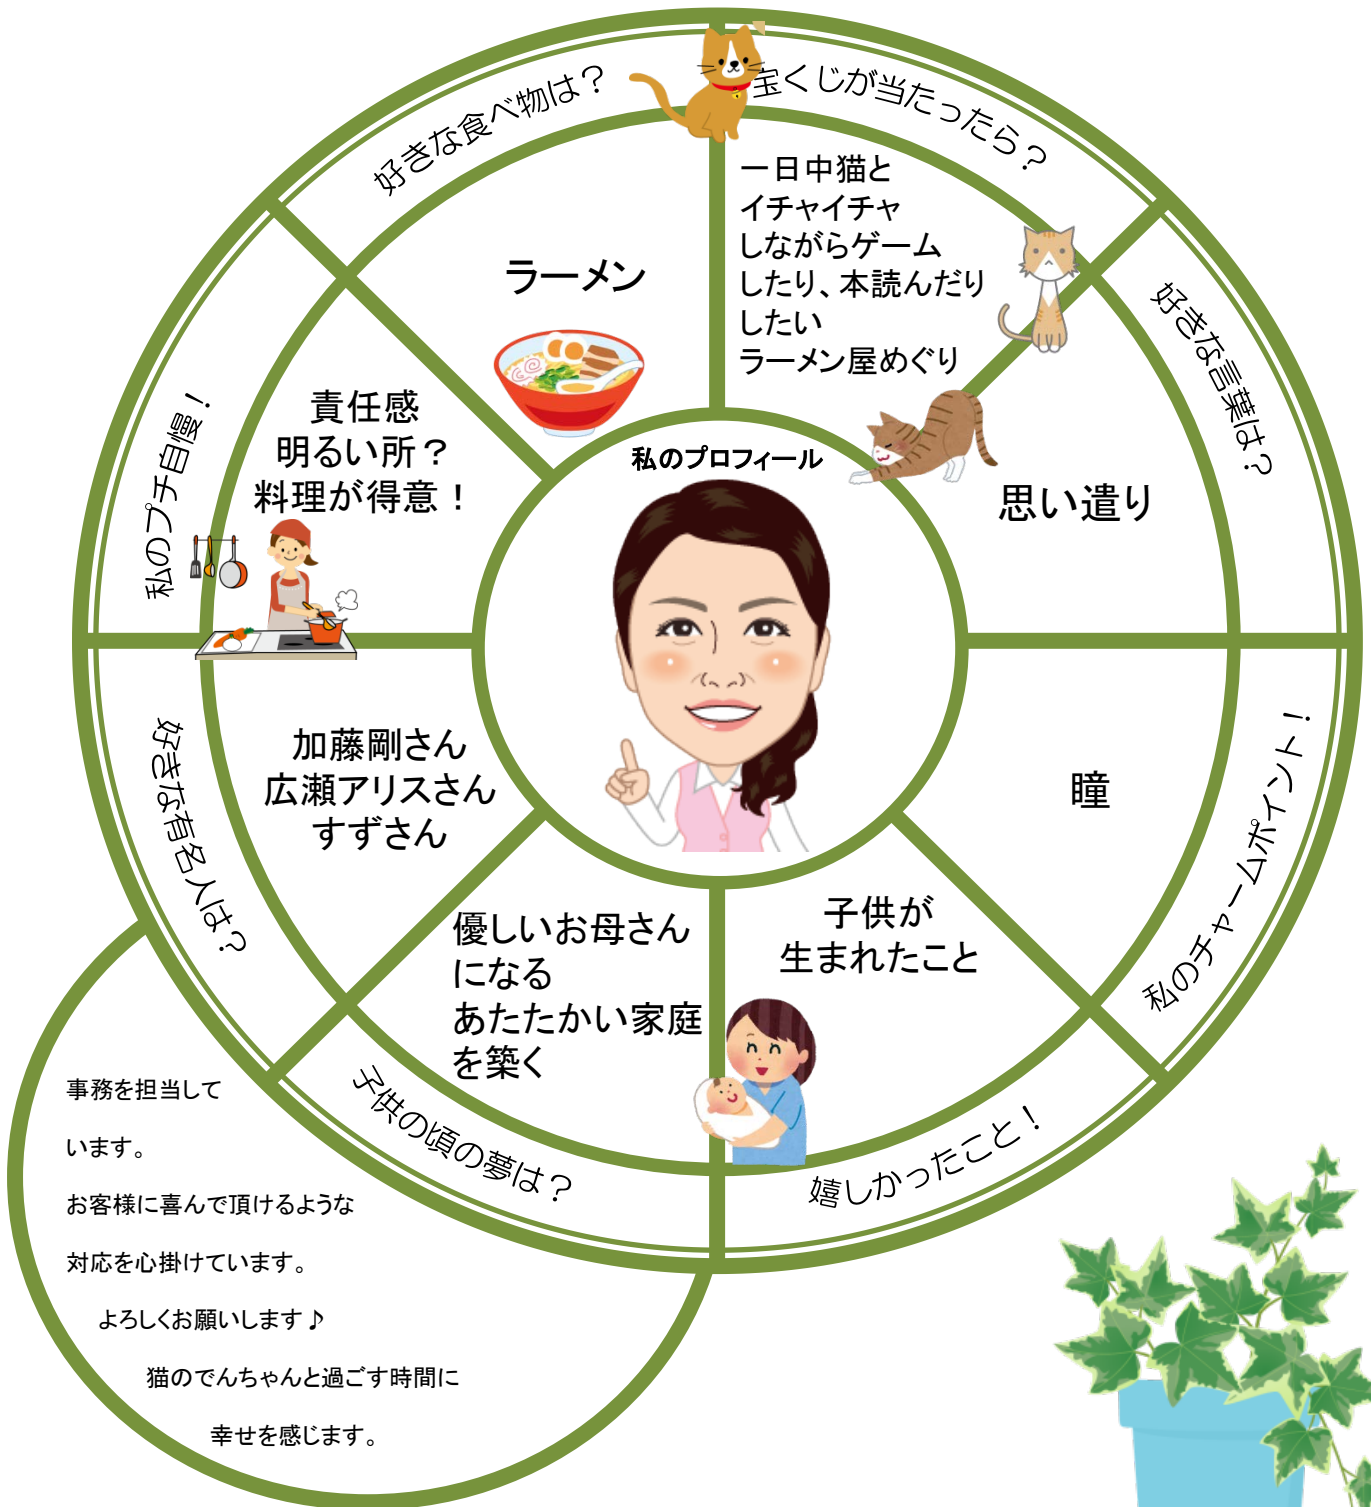 私のプロフィール
好きな食べ物は？
ラーメン
宝くじが当たったら？
一日中猫と
イチャイチャ
しながらゲーム
したり、本読んだり
したい
ラーメン屋めぐり
好きな言葉は？
思い遣り
私のチャームポイント！
瞳
嬉しかったこと！
子供が
生まれたこと
子供の頃の夢は？
優しいお母さん
になる
あたたかい家庭
を築く
好きな有名人は？
加藤剛さん
広瀬アリスさん
すずさん
私のプチ自慢！
責任感
明るい所？
料理が得意！
事務を担当して
います。
お客様に喜んで頂けるような
対応を心掛けています。
よろしくお願いします♪
猫のでんちゃんと過ごす時間に
幸せを感じます。